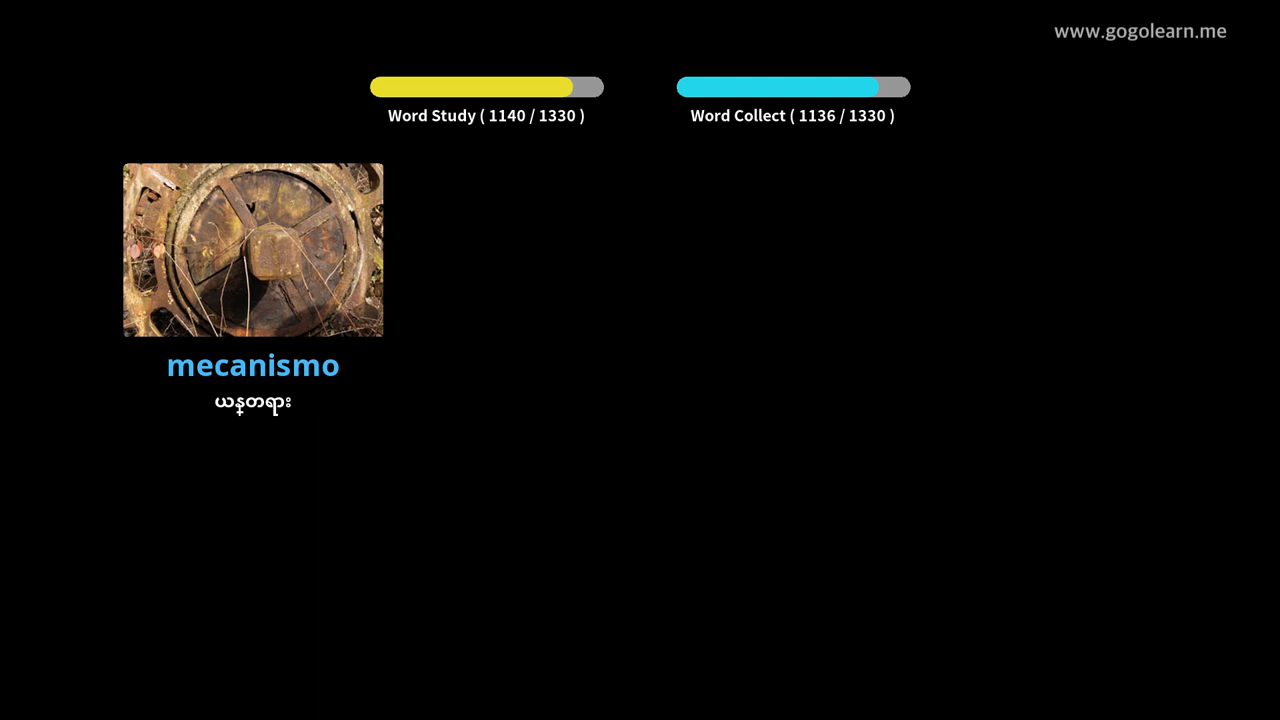 www.gogolearn.me
Word Study ( 1140 / 1330 )
Word Collect ( 1136 / 1330 )
mecanismo
ယန္တရား